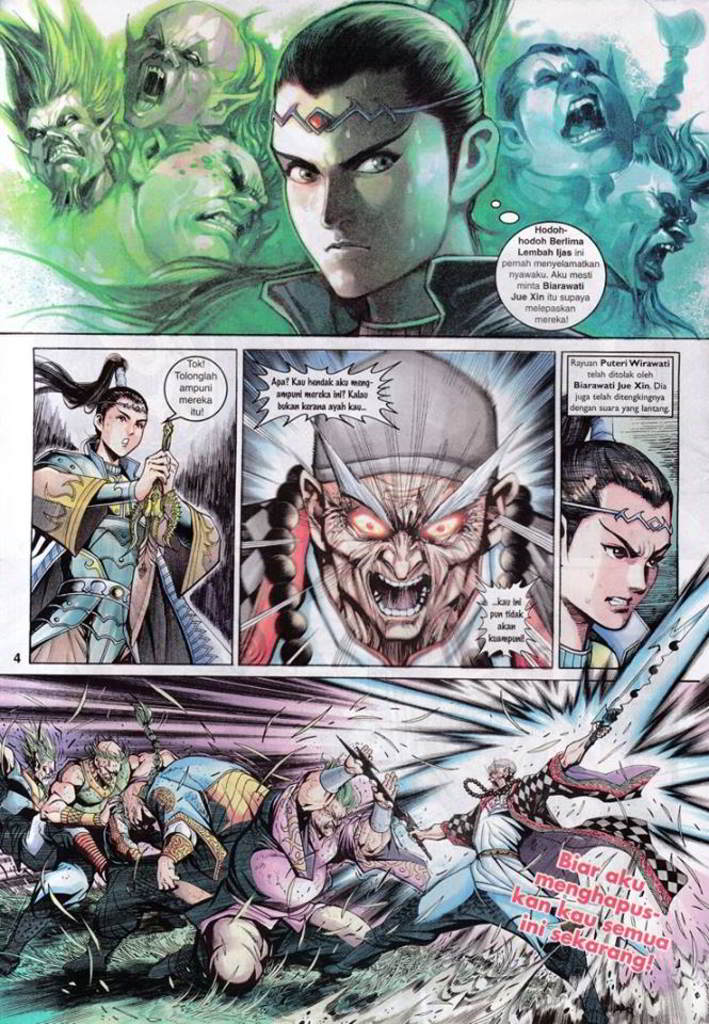 Hodoh-
hodoh Berlima
Lembah Ijas ini
pernah menyelamatkan
nyawaku. Aku mesti
minta Biarawati
Jue Xin itu supaya
melepaskan
mereka!
Tok!
Tolonglah
ampuni
mereka
itu!
Apa? Kau hendak aku meng-
ampuni mereka ini? Kalau
bukan kerana ayah kau...
...kau ini
pun tidak
akan
kuampuni!
Rayuan Puteri Wirawati
telah ditolak oleh
Biarawati Jue Xin. Dia
juga telah ditengkingnya
dengan suara yang lantang.
4
Biar aku
menghapus-
kan kau semua
ini sekarang!